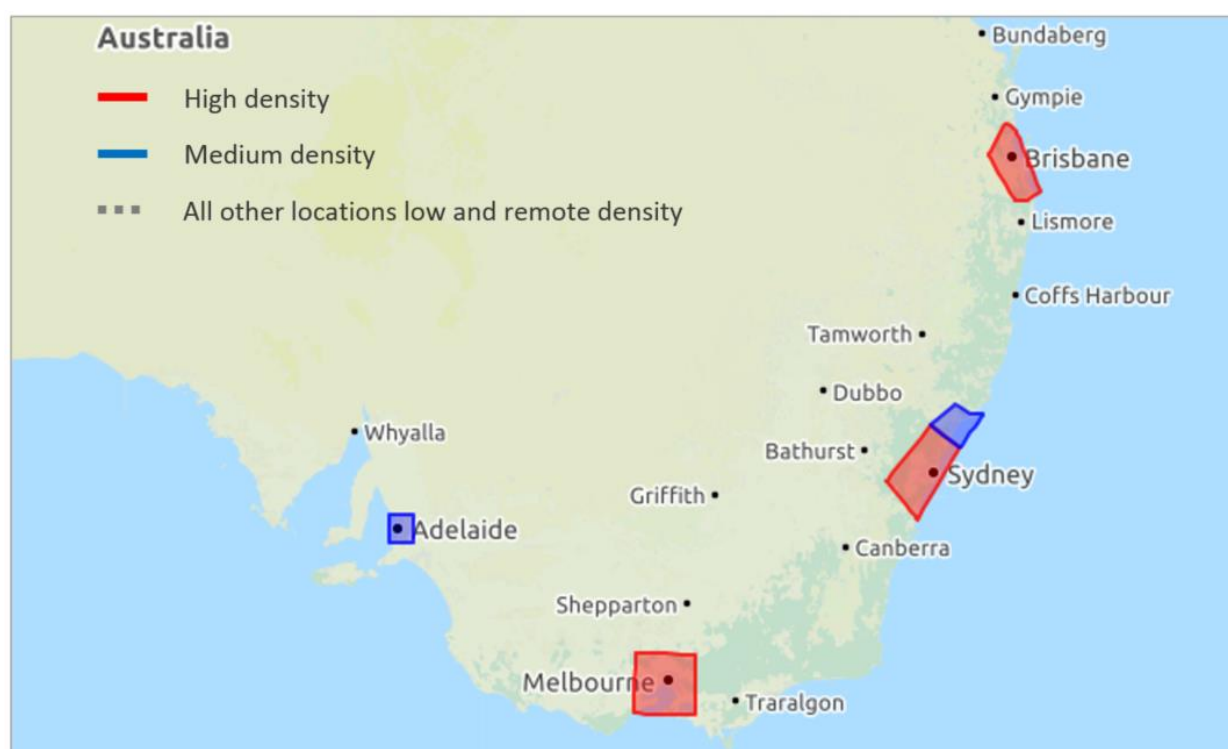 Australia
High density
Medium density
All other locations low and remote density
Bundaberg
Gympie
Brisbane
Lismore
Coffs Harbour
Tamworth
Dubbo
Whyalla
Bathurst
Sydney
Griffith
Adelaide
Canberra
Shepparton
Melbourne
Traralgon